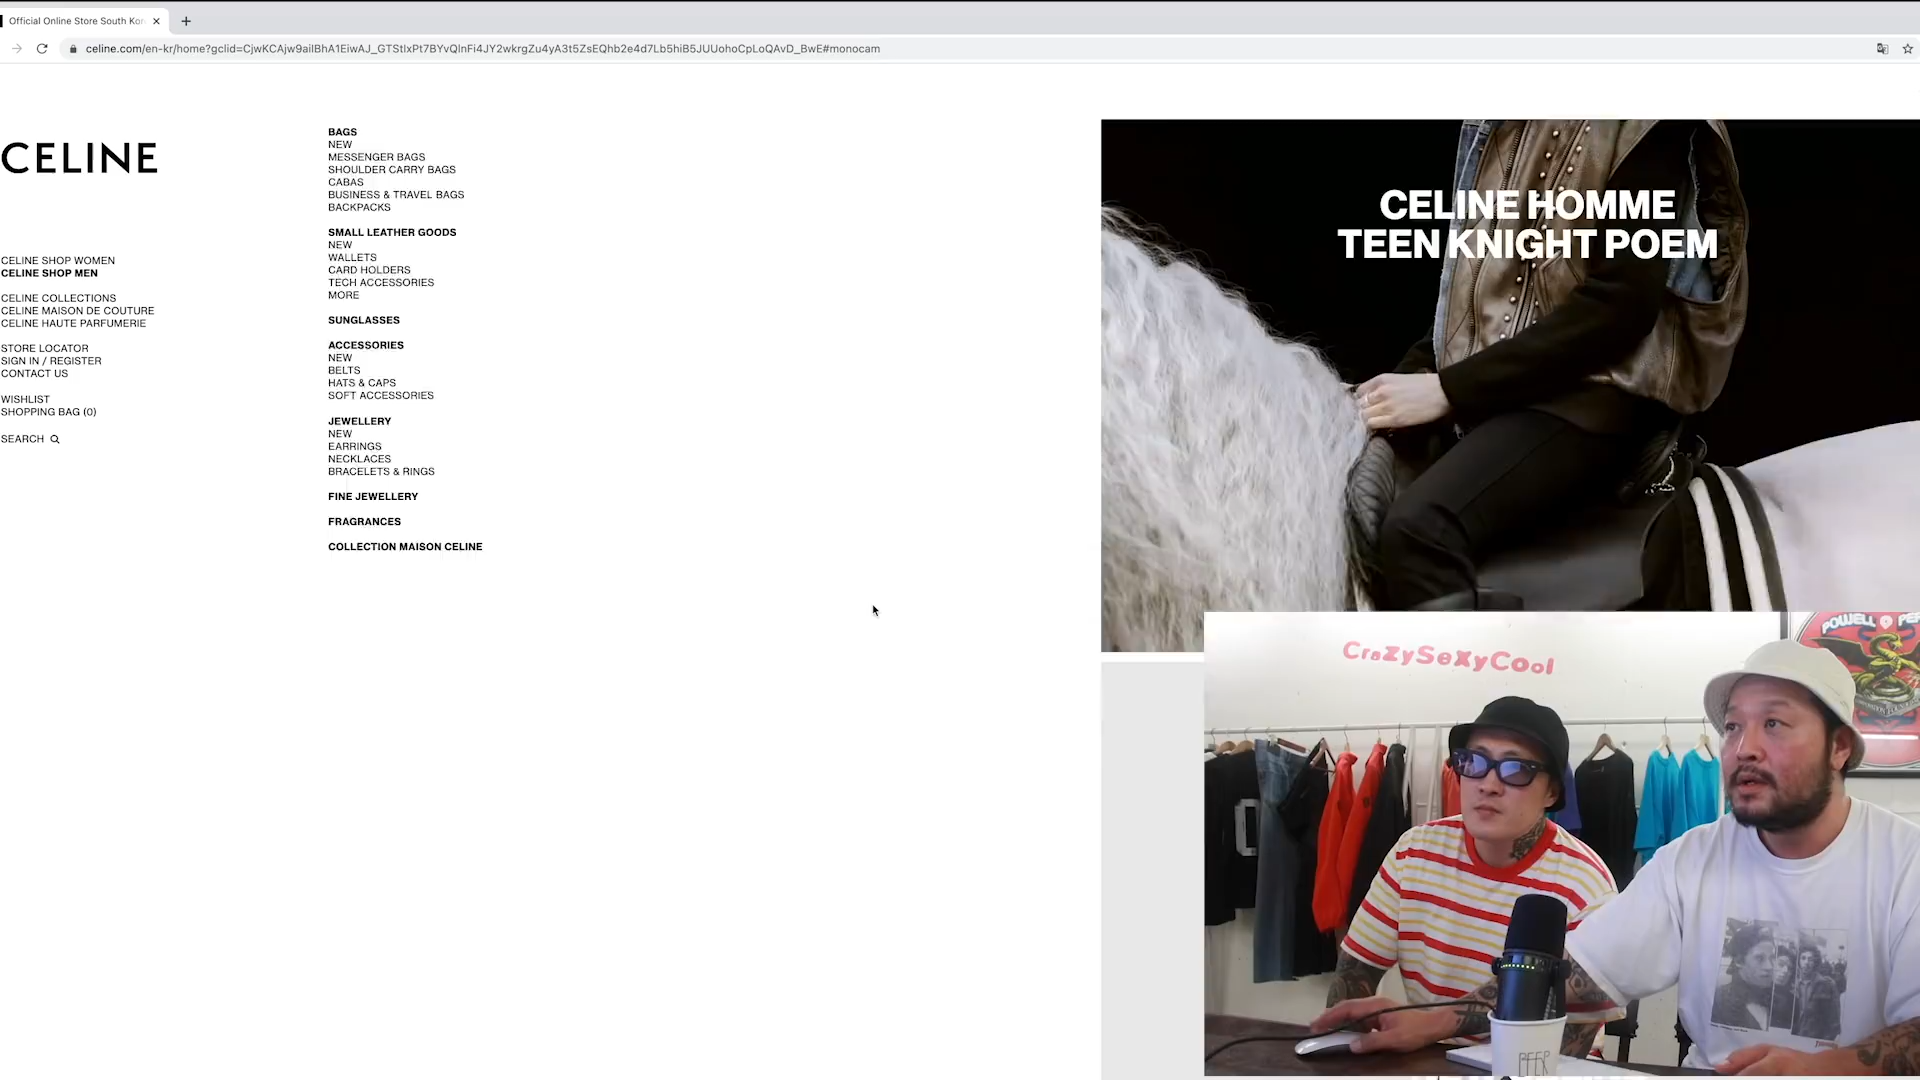 Official Online Store South Kor
celine.com/en-kr/home?gclid=CjwKCAjw9aiIBhA1EiwAJ_GTStIxPt7BYvQlnFi4JY2wkrgZu4yA3t5ZsEQhb2e4d7Lb5hiB5JUUohoCpLoQAvD_BwE#monocam
CELINE
CELINE SHOP WOMEN
CELINE SHOP MEN
CELINE COLLECTIONS
CELINE MAISON DE COUTURE
CELINE HAUTE PARFUMERIE
STORE LOCATOR
SIGN IN / REGISTER
CONTACT US
WISHLIST
SHOPPING BAG (0)
SEARCH
BAGS
NEW
MESSENGER BAGS
SHOULDER CARRY BAGS
CABAS
BUSINESS & TRAVEL BAGS
BACKPACKS
SMALL LEATHER GOODS
NEW
WALLETS
CARD HOLDERS
TECH ACCESSORIES
MORE
SUNGLASSES
ACCESSORIES
NEW
BELTS
HATS & CAPS
SOFT ACCESSORIES
JEWELLERY
NEW
EARRINGS
NECKLACES
BRACELETS & RINGS
FINE JEWELLERY
FRAGRANCES
COLLECTION MAISON CELINE
CELINE HOMME
TEEN KNIGHT POEM
CrazySexyCool
POWELL PE
BEER